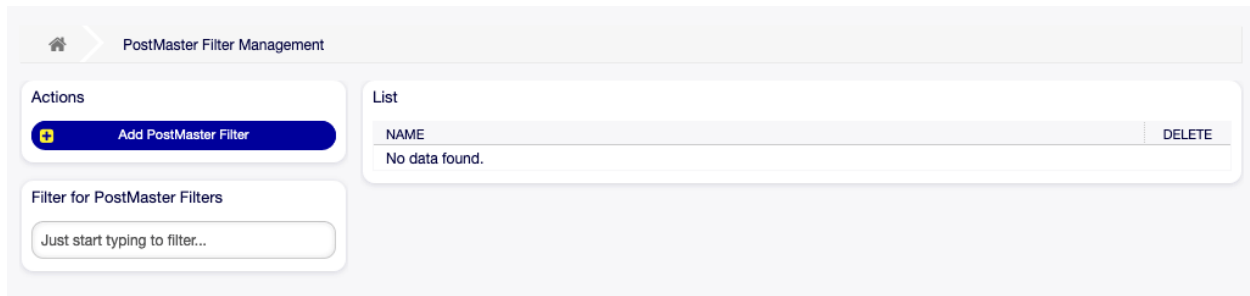 PostMaster Filter Management
Actions
Add PostMaster Filter
Filter for PostMaster Filters
Just start typing to filter...
List
NAME DELETE
No data found.